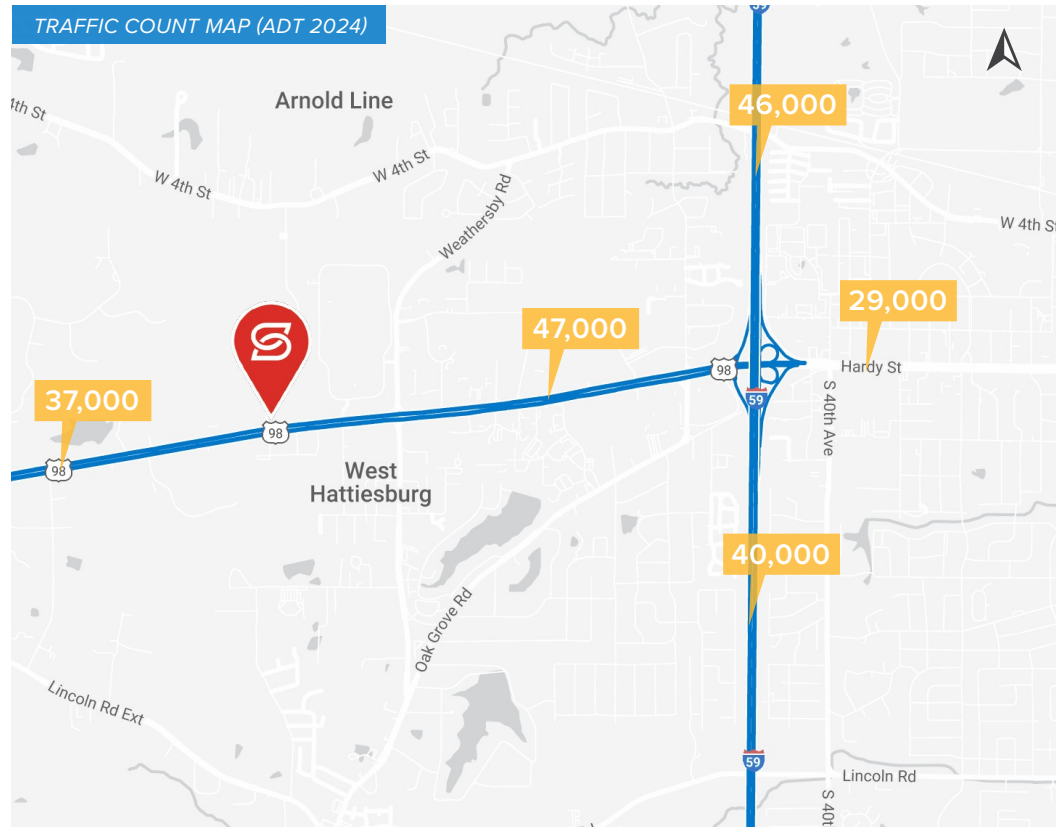 TRAFFIC COUNT MAP (ADT 2024)
59
46,000
Arnold Line
4th St
W 4th St
W 4th St
Weathersby Rd
W 4th St
29,000
47,000
98
Hardy St
59
S 40th Ave
37,000
98
98
West
Hattiesburg
40,000
Oak Grove Rd
Lincoln Rd Ext
59
Lincoln Rd
S 40t